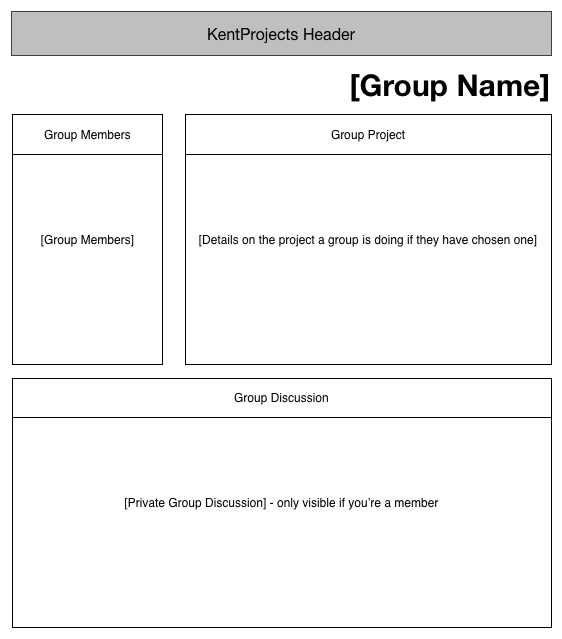 KentProjects Header
[Group Name]
Group Members
Group Project
[Group Members]
[Details on the project a group is doing if they have chosen one]
Group Discussion
[Private Group Discussion] - only visible if you’re a member